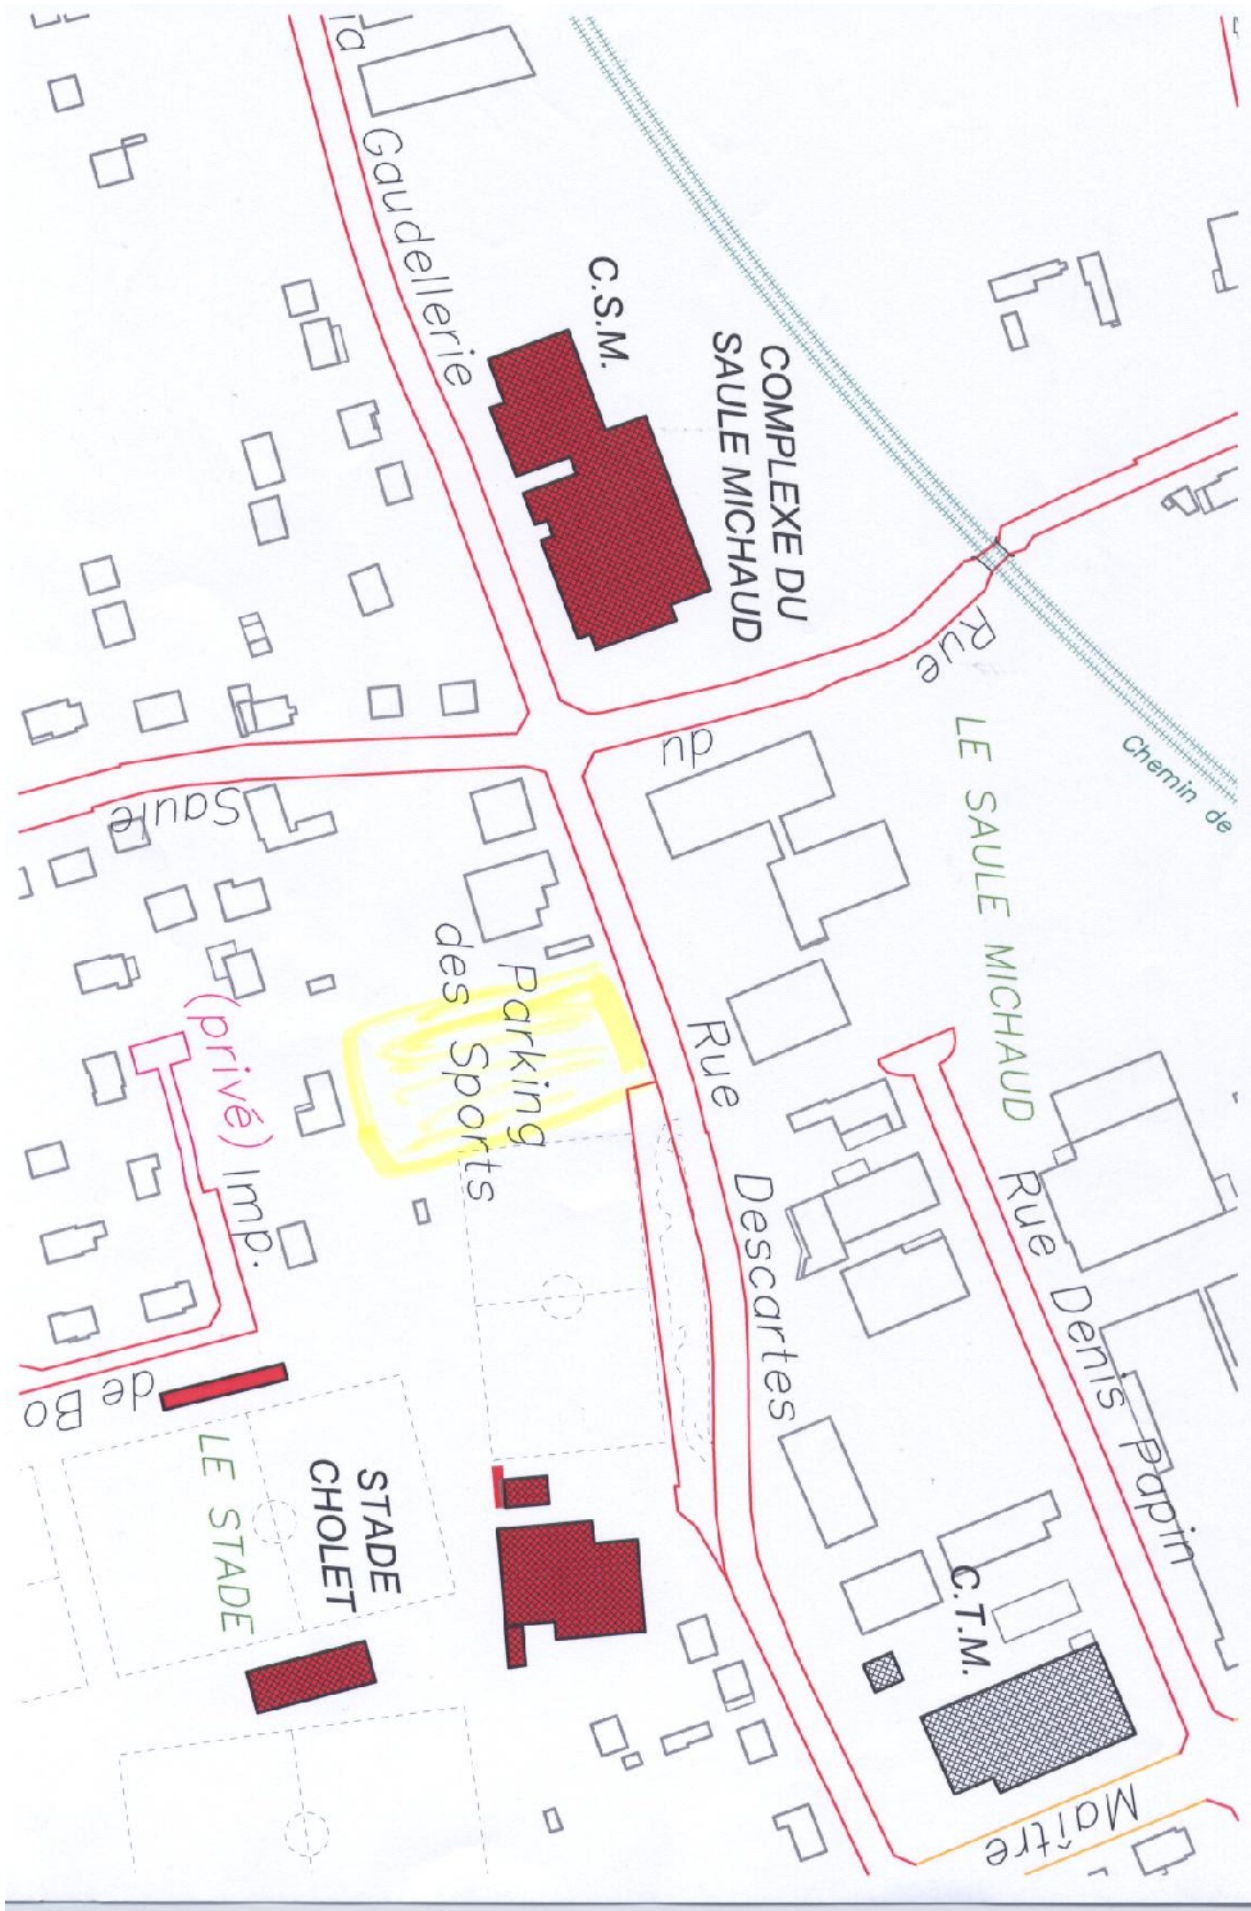 la
Gaudellerie
C.S.M.
COMPLEXE DU
SAULE MICHAUD
Rue
du
Saule
LE SAULE MICHAUD
Chemin de
Parking
des Sports
(privé)
Imp.
de Bo
Rue
Descartes
Rue Denis Papin
STADE
CHOLET
LE STADE
C.T.M.
Maître